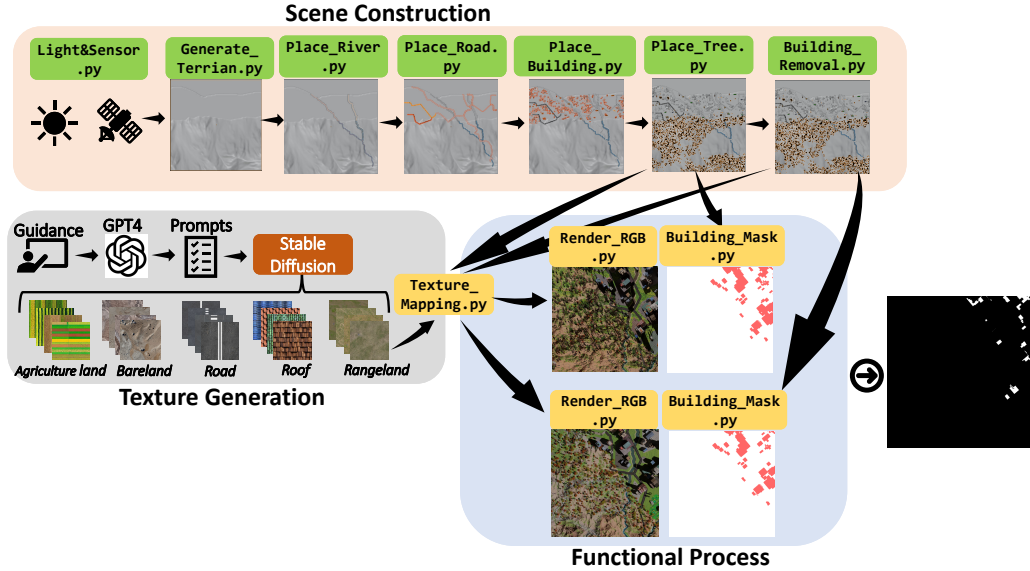 Scene Construction
Light&Sensor
.py
Generate_
Terrian.py
Place_River
.py
Place_Road.
py
Place_
Building.py
Place_Tree.
py
Building_
Removal.py
Guidance
GPT4
Prompts
Stable
Diffusion
Agriculture land
Bareland
Road
Roof
Rangeland
Texture Generation
Texture_
Mapping.py
Render_RGB
.py
Building_Mask
.py
Render_RGB
.py
Building_Mask
.py
Functional Process